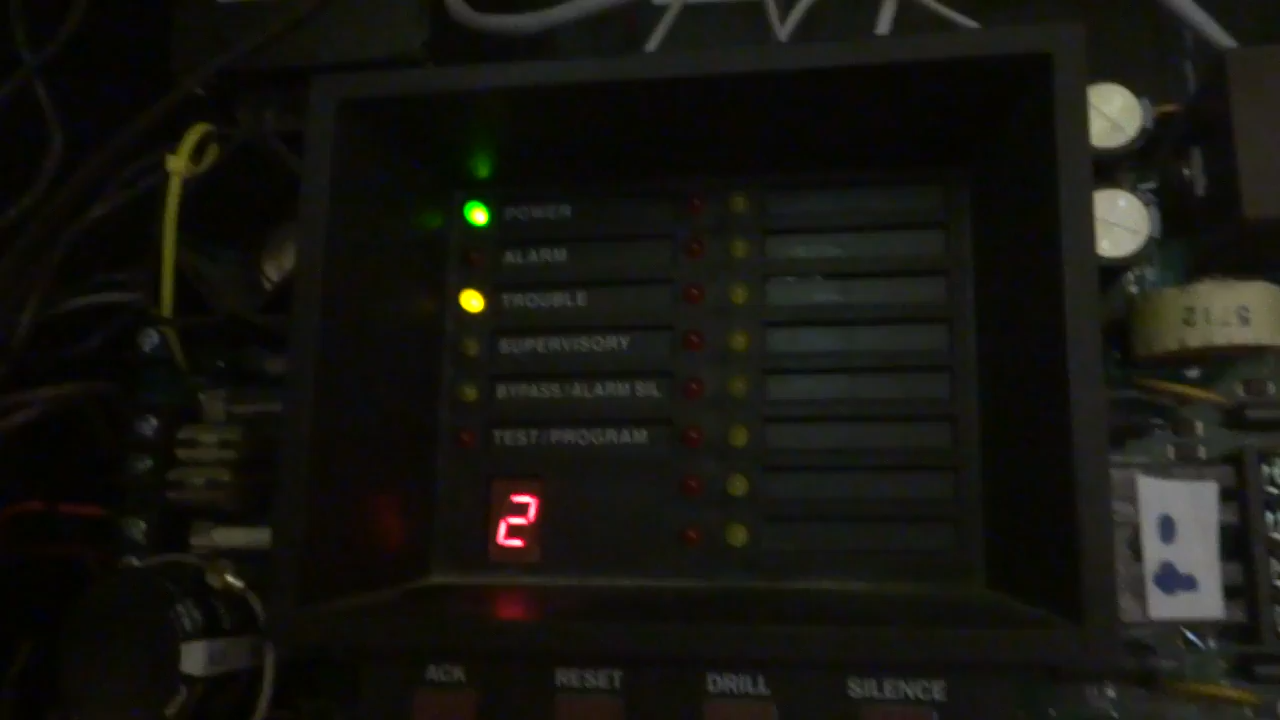 POWER
ALARM
TROUBLE
SUPERVISORY
BYPASS/ALARM SIL
TEST/PROGRAM
2
ACK
RESET
DRILL
SILENCE